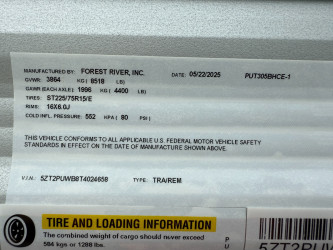 MANUFACTURED BY: FOREST RIVER, INC. DATE: 05/22/2025 PUT305BHCE-1
GVWR: 3864 KG ( 8518 LB)
GAWR (EACH AXLE) : 1996 KG ( 4400 LB)
TIRES: ST225/75R15/E
RIMS: 16X6.0J
COLD INFL. PRESSURE: 552 KPA ( 80 PSI )
THIS VEHICLE CONFORMS TO ALL APPLICABLE U.S. FEDERAL MOTOR VEHICLE SAFETY
STANDARDS IN EFFECT ON THE DATE OF MANUFACTURE SHOWN ABOVE.
V.I.N.: 5ZT2PUWB8T4024658 TYPE: TRA/REM
TIRE AND LOADING INFORMATION
The combined weight of cargo should never exceed
584 kgs or 1288 lbs.
P
U
5ZT2PU